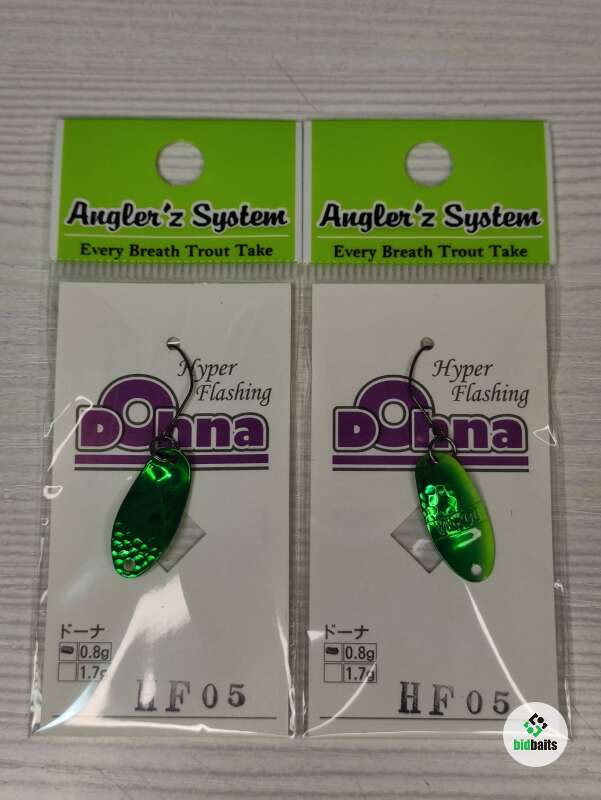 Angler'z System
Every Breath Trout Take
Hyper
Flashing
Donna
ドーナ
0.8g
1.7g
HF05
Angler'z System
Every Breath Trout Take
Hyper
Flashing
Donna
ドーナ
0.8g
1.7g
HF05
bidbaits